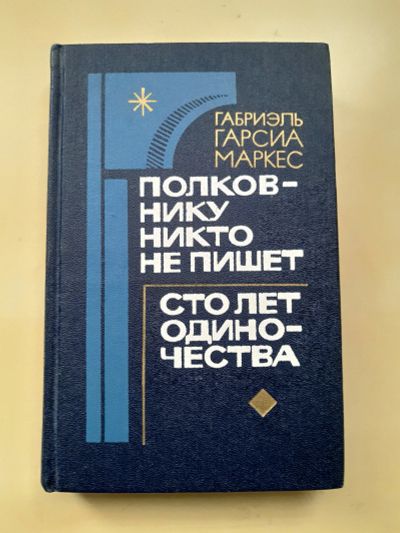 ГАБРИЭЛЬ
ГАРСИА
МАРКЕС
ПОЛКОВ-
НИКУ
НИКТО
НЕ ПИШЕТ
СТО ЛЕТ
ОДИНО-
ЧЕСТВА